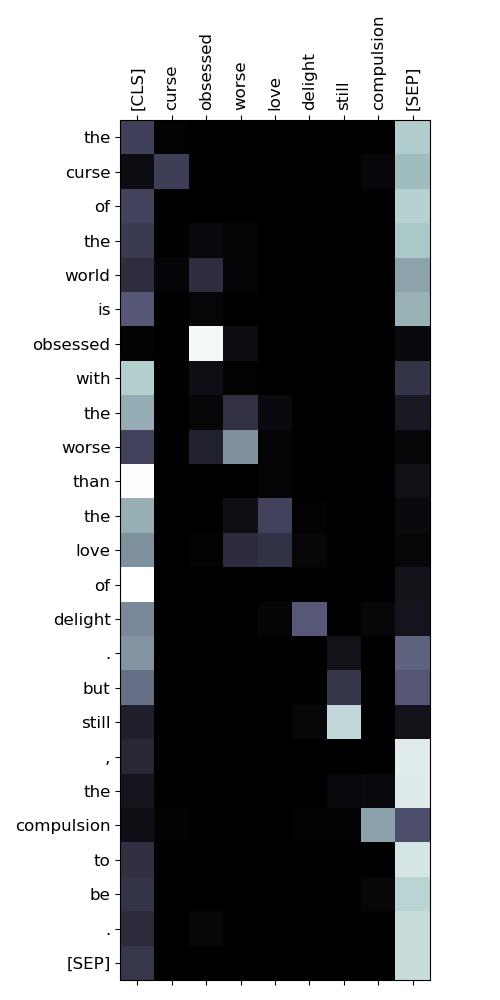 [CLS] curse obsessed worse love delight still compulsion [SEP]
the
curse
of
the
world
is
obsessed
with
the
worse
than
the
love
of
delight
.
but
still
,
the
compulsion
to
be
.
[SEP]